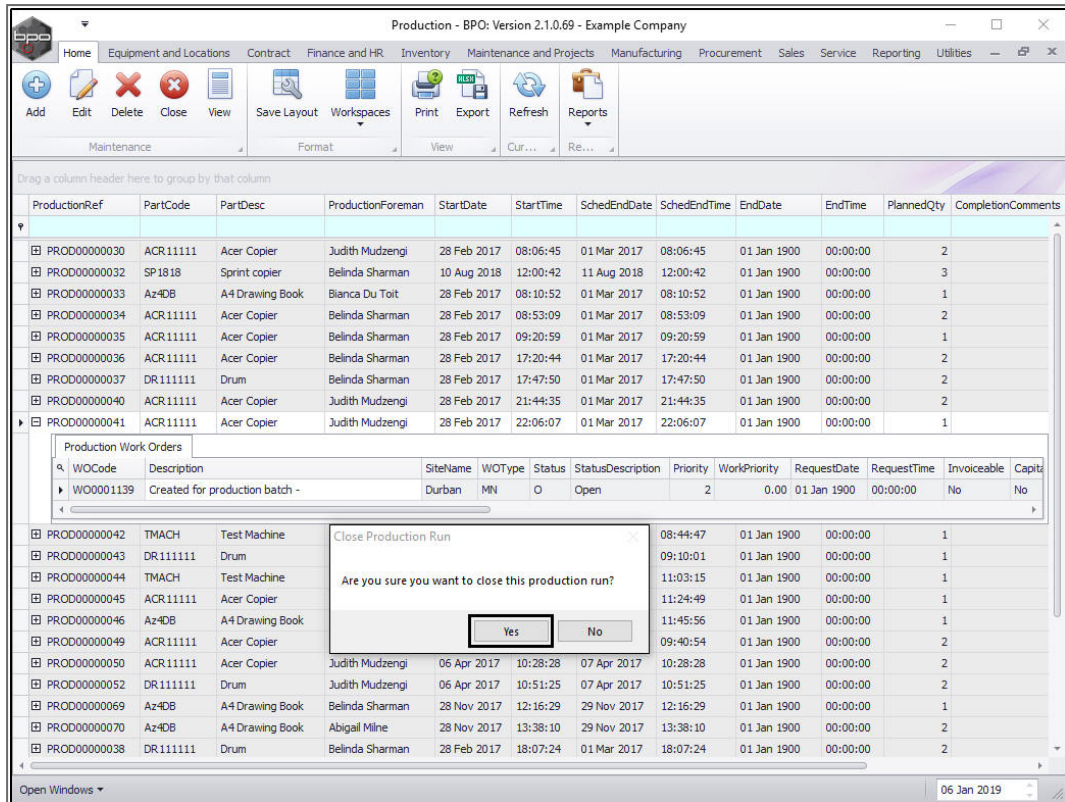 bpo
Production - BPO: Version 2.1.0.69 - Example Company
Home Equipment and Locations Contract Finance and HR Inventory Maintenance and Projects Manufacturing Procurement Sales Service Reporting Utilities
Add Edit Delete Close View Save Layout Workspaces Print Export Refresh Reports
Maintenance Format View Cur... Re...
Drag a column header here to group by that column
ProductionRef PartCode PartDesc ProductionForeman StartDate StartTime SchedEndDate SchedEndTime EndDate EndTime PlannedQty CompletionComments
PROD00000030 ACR11111 Acer Copier Judith Mudzengi 28 Feb 2017 08:06:45 01 Mar 2017 08:06:45 01 Jan 1900 00:00:00 2
PROD00000032 SP1818 Sprint copier Belinda Sharman 10 Aug 2018 12:00:42 11 Aug 2018 12:00:42 01 Jan 1900 00:00:00 3
PROD00000033 Az4DB A4 Drawing Book Bianca Du Toit 28 Feb 2017 08:10:52 01 Mar 2017 08:10:52 01 Jan 1900 00:00:00 1
PROD00000034 ACR11111 Acer Copier Belinda Sharman 28 Feb 2017 08:53:09 01 Mar 2017 08:53:09 01 Jan 1900 00:00:00 2
PROD00000035 ACR11111 Acer Copier Belinda Sharman 28 Feb 2017 09:20:59 01 Mar 2017 09:20:59 01 Jan 1900 00:00:00 1
PROD00000036 ACR11111 Acer Copier Belinda Sharman 28 Feb 2017 17:20:44 01 Mar 2017 17:20:44 01 Jan 1900 00:00:00 2
PROD00000037 DR111111 Drum Belinda Sharman 28 Feb 2017 17:47:50 01 Mar 2017 17:47:50 01 Jan 1900 00:00:00 2
PROD00000040 ACR11111 Acer Copier Judith Mudzengi 28 Feb 2017 21:44:35 01 Mar 2017 21:44:35 01 Jan 1900 00:00:00 2
PROD00000041 ACR11111 Acer Copier Judith Mudzengi 28 Feb 2017 22:06:07 01 Mar 2017 22:06:07 01 Jan 1900 00:00:00 1
Production Work Orders
WOCode Description SiteName WOType Status StatusDescription Priority WorkPriority RequestDate RequestTime Invoiceable Capita
WO0001139 Created for production batch - Durban MN O Open 2 0.00 01 Jan 1900 00:00:00 No No
PROD00000042 TMACH Test Machine 08:44:47 01 Jan 1900 00:00:00 1
PROD00000043 DR111111 Drum 09:10:01 01 Jan 1900 00:00:00 1
PROD00000044 TMACH Test Machine 11:03:15 01 Jan 1900 00:00:00 1
PROD00000045 ACR11111 Acer Copier 11:24:49 01 Jan 1900 00:00:00 1
PROD00000046 Az4DB A4 Drawing Book 11:45:56 01 Jan 1900 00:00:00 1
PROD00000049 ACR11111 Acer Copier 09:40:54 01 Jan 1900 00:00:00 2
Close Production Run
Are you sure you want to close this production run?
Yes No
PROD00000050 ACR11111 Acer Copier Judith Mudzengi 06 Apr 2017 10:28:28 07 Apr 2017 10:28:28 01 Jan 1900 00:00:00 2
PROD00000052 DR111111 Drum Judith Mudzengi 06 Apr 2017 10:51:25 07 Apr 2017 10:51:25 01 Jan 1900 00:00:00 2
PROD00000069 Az4DB A4 Drawing Book Belinda Sharman 28 Nov 2017 12:16:29 29 Nov 2017 12:16:29 01 Jan 1900 00:00:00 1
PROD00000070 Az4DB A4 Drawing Book Abigail Milne 28 Nov 2017 13:38:10 29 Nov 2017 13:38:10 01 Jan 1900 00:00:00 2
PROD00000038 DR111111 Drum Belinda Sharman 28 Feb 2017 18:07:24 01 Mar 2017 18:07:24 01 Jan 1900 00:00:00 2
Open Windows 06 Jan 2019